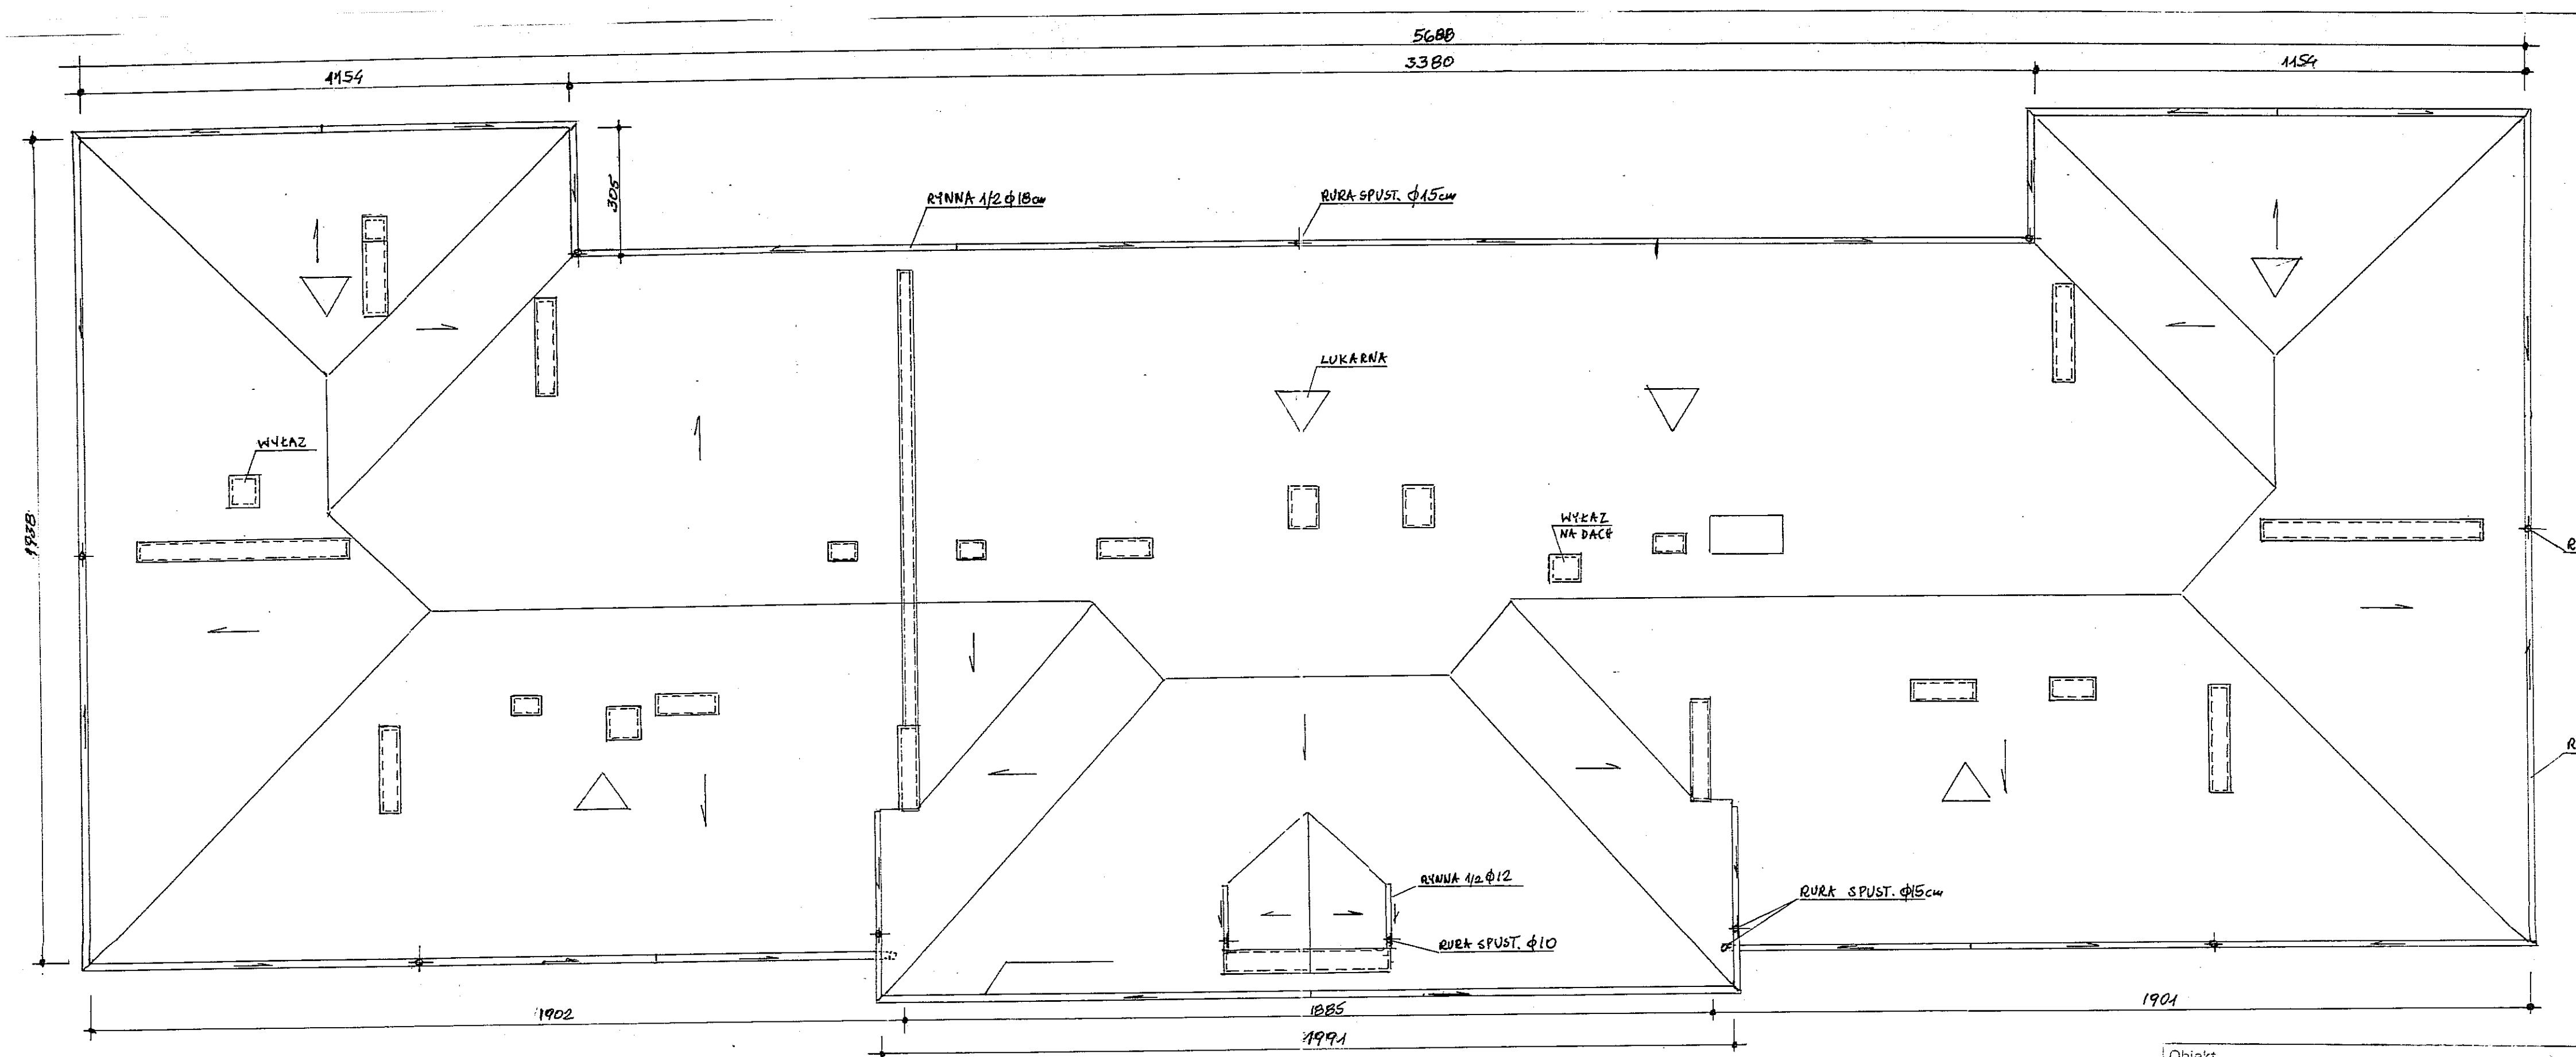 5688
1154
3380
1154
305
RYNNA 1/2 ϕ18cm
RURA SPUST. ϕ15cm
LUKARNA
WYŁAZ
WYŁAZ
NA DACH
1938
R
R
RYNNA 1/2 ϕ12
RURA SPUST. ϕ15cm
RURA SPUST. ϕ10
1902
1885
1901
1991
Obiekt